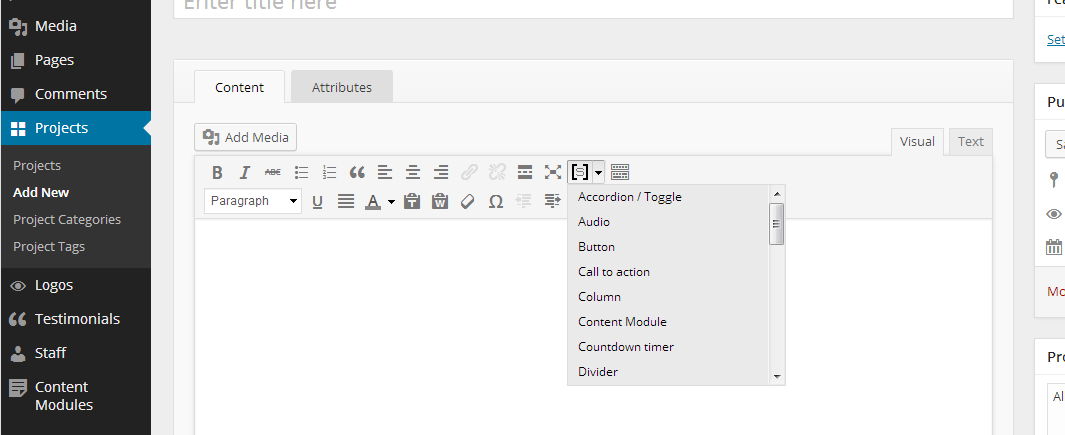 Enter title here
Media
Pages
Comments
Projects
Projects
Add New
Project Categories
Project Tags
Logos
Testimonials
Staff
Content
Modules
Content
Attributes
Add Media
Visual
Text
B I ABC
Paragraph
U A T W Ω
[S]
Accordion / Toggle
Audio
Button
Call to action
Column
Content Module
Countdown timer
Divider
Set
Pu
Mo
Pro
Al